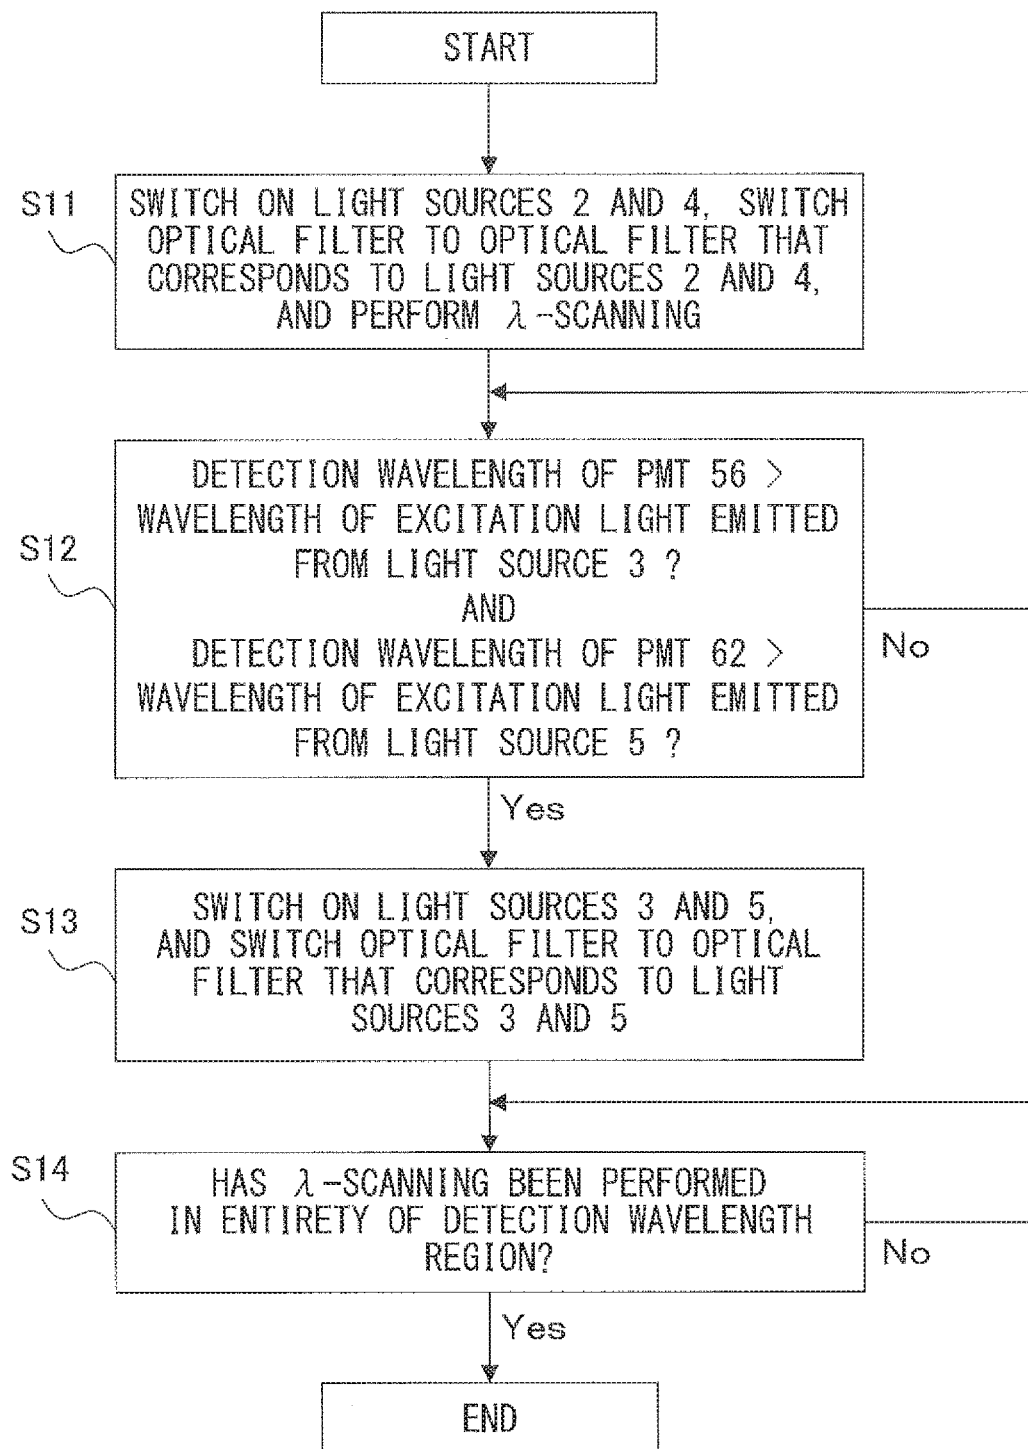 START
S11
SWITCH ON LIGHT SOURCES 2 AND 4, SWITCH
OPTICAL FILTER TO OPTICAL FILTER THAT
CORRESPONDS TO LIGHT SOURCES 2 AND 4,
AND PERFORM λ-SCANNING
S12
DETECTION WAVELENGTH OF PMT 56 >
WAVELENGTH OF EXCITATION LIGHT EMITTED
FROM LIGHT SOURCE 3 ?
AND
DETECTION WAVELENGTH OF PMT 62 >
WAVELENGTH OF EXCITATION LIGHT EMITTED
FROM LIGHT SOURCE 5 ?
No
Yes
S13
SWITCH ON LIGHT SOURCES 3 AND 5,
AND SWITCH OPTICAL FILTER TO OPTICAL
FILTER THAT CORRESPONDS TO LIGHT
SOURCES 3 AND 5
S14
HAS λ-SCANNING BEEN PERFORMED
IN ENTIRETY OF DETECTION WAVELENGTH
REGION?
No
Yes
END